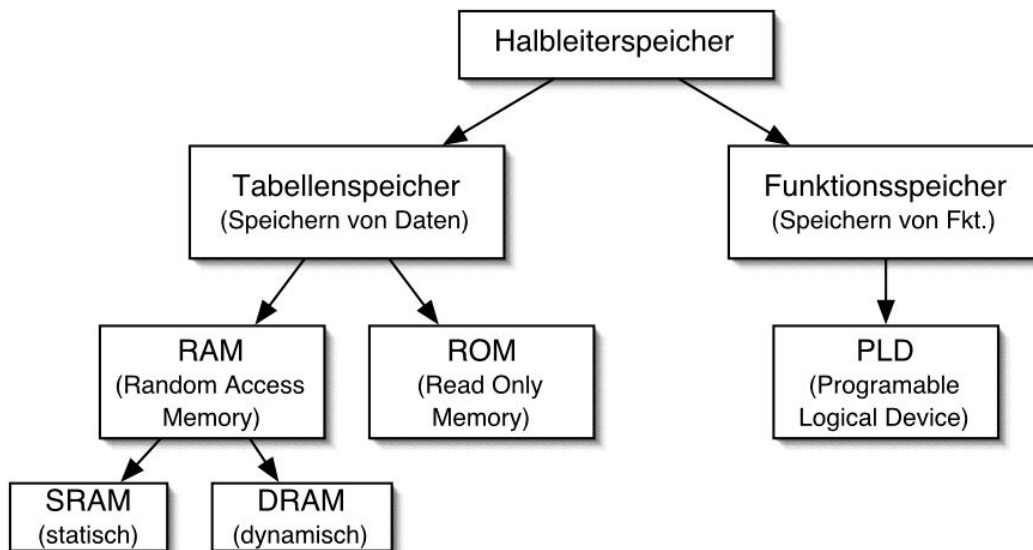 Halbleiterspeicher
Tabellenspeicher
(Speichern von Daten)
Funktionsspeicher
(Speichern von Fkt.)
RAM
(Random Access
Memory)
ROM
(Read Only
Memory)
PLD
(Programable
Logical Device)
SRAM
(statisch)
DRAM
(dynamisch)